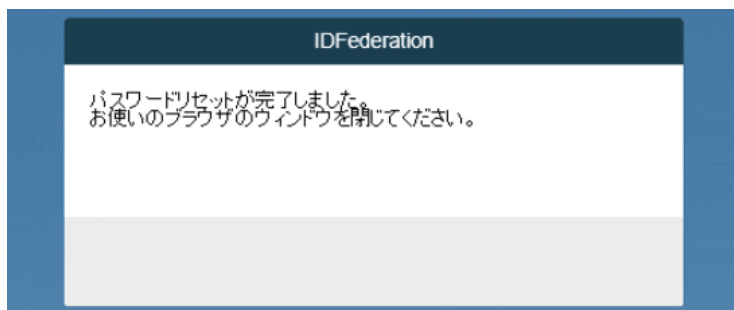 IDFederation
パスワードリセットが完了しました。
お使いのブラウザのウィンドウを閉じてください。